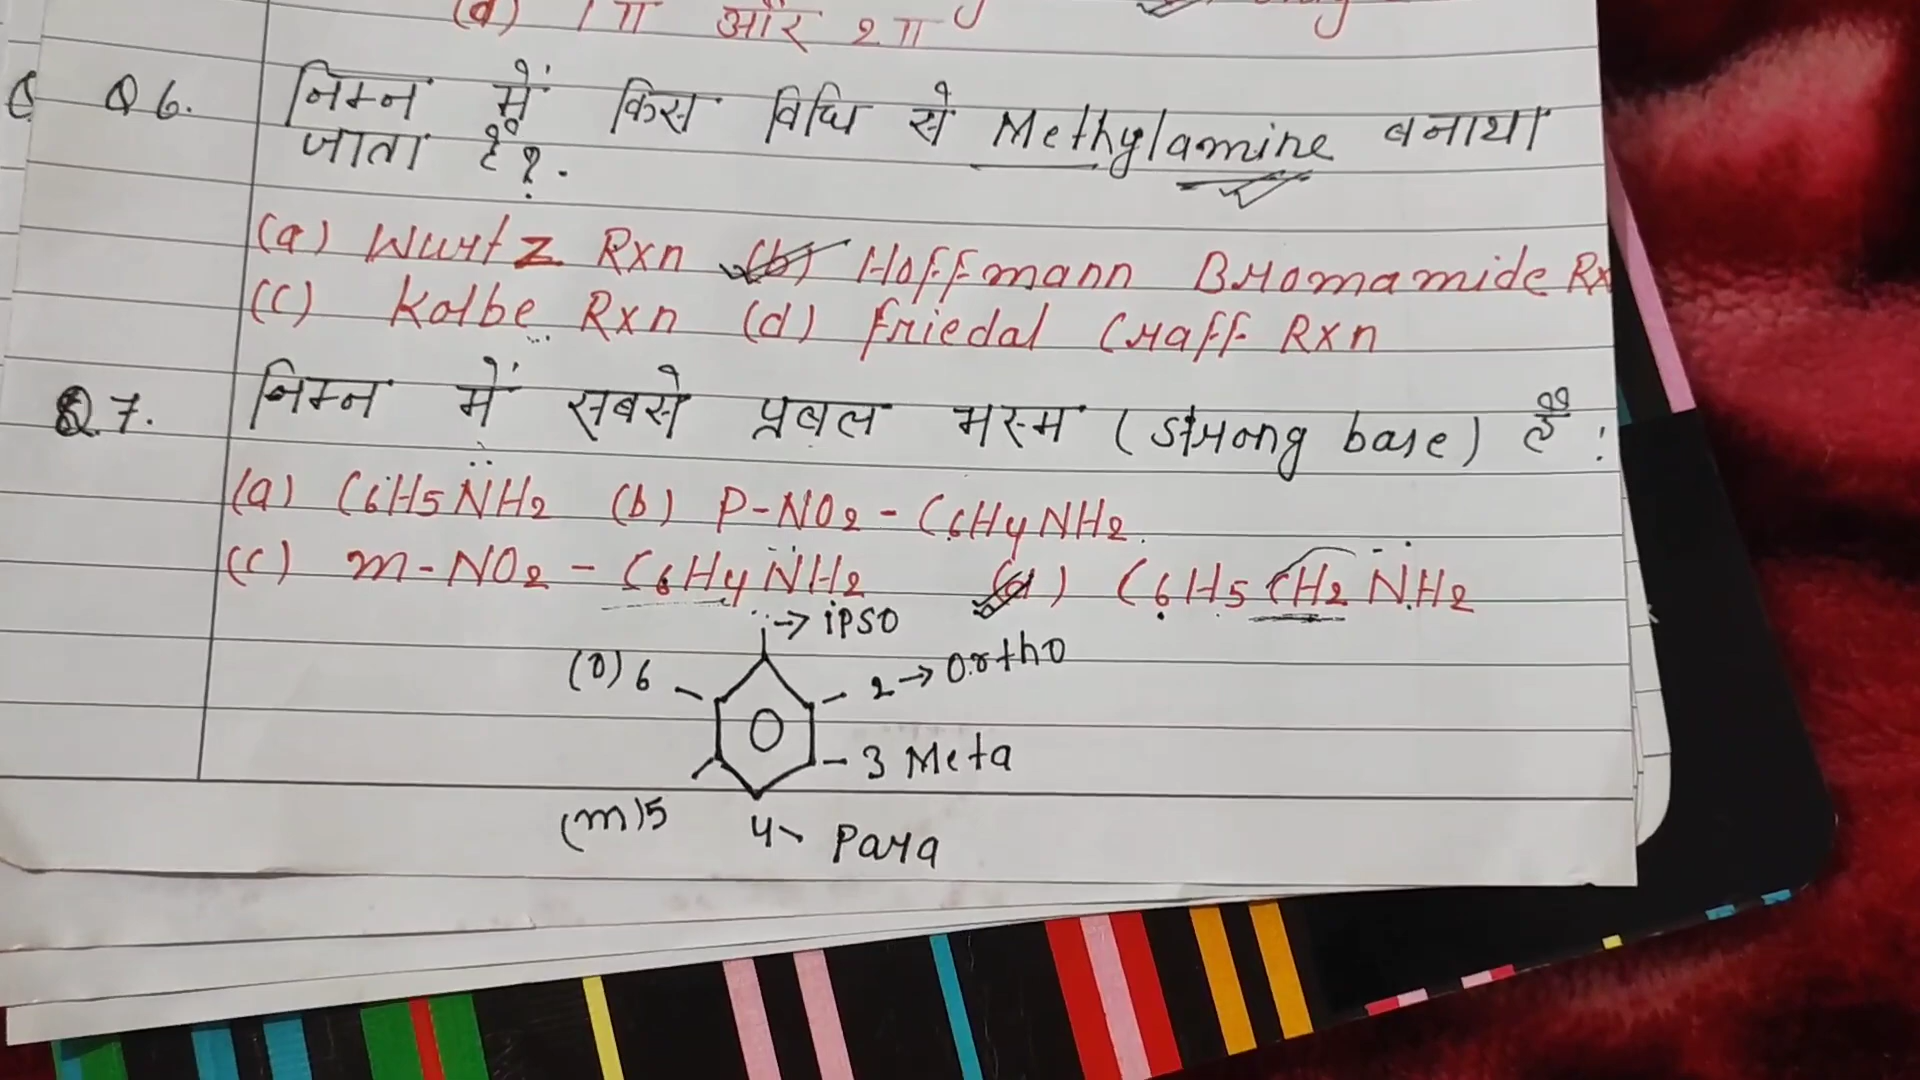 (d) 1π और 2π
Q6. निम्न में किस विधि से Methylamine बनाया
जाता है?.
(a) Wurtz Rxn (b) Hoffmann Bromamide Rx
(c) Kolbe Rxn (d) Friedal Craff Rxn
Q7. निम्न में सबसे प्रबल भस्म (strong base) है :
(a) C6H5NH2 (b) P-NO2-C6H4NH2.
(c) m-NO2-C6H4NH2 (d) C6H5CH2NH2
→ ipso
(o) 6 2→ ortho
3 Meta
(m)5 4 Para